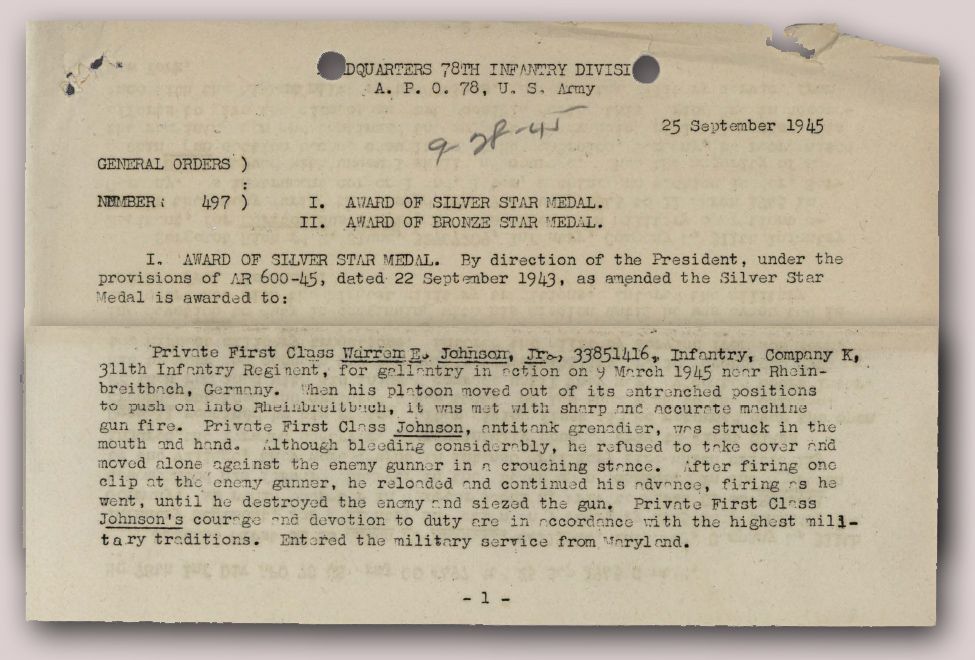 DQUARTERS 78TH INFANTRY DIVISI
A. P. O. 78, U. S. Army
9-28-45
25 September 1945
GENERAL ORDERS )
:
NUMBER: 497 ) I. AWARD OF SILVER STAR MEDAL.
II. AWARD OF BRONZE STAR MEDAL.
I. AWARD OF SILVER STAR MEDAL. By direction of the President, under the
provisions of AR 600-45, dated 22 September 1943, as amended the Silver Star
Medal is awarded to:
Private First Class Warren E. Johnson, Jr., 33851416, Infantry, Company K,
311th Infantry Regiment, for gallantry in action on 9 March 1945 near Rhein-
breitbach, Germany. When his platoon moved out of its entrenched positions
to push on into Rheinbreitbach, it was met with sharp and accurate machine
gun fire. Private First Class Johnson, antitank grenadier, was struck in the
mouth and hand. Although bleeding considerably, he refused to take cover and
moved alone against the enemy gunner in a crouching stance. After firing one
clip at the enemy gunner, he reloaded and continued his advance, firing as he
went, until he destroyed the enemy and siezed the gun. Private First Class
Johnson's courage and devotion to duty are in accordance with the highest mili-
tary traditions. Entered the military service from Maryland.
- 1 -